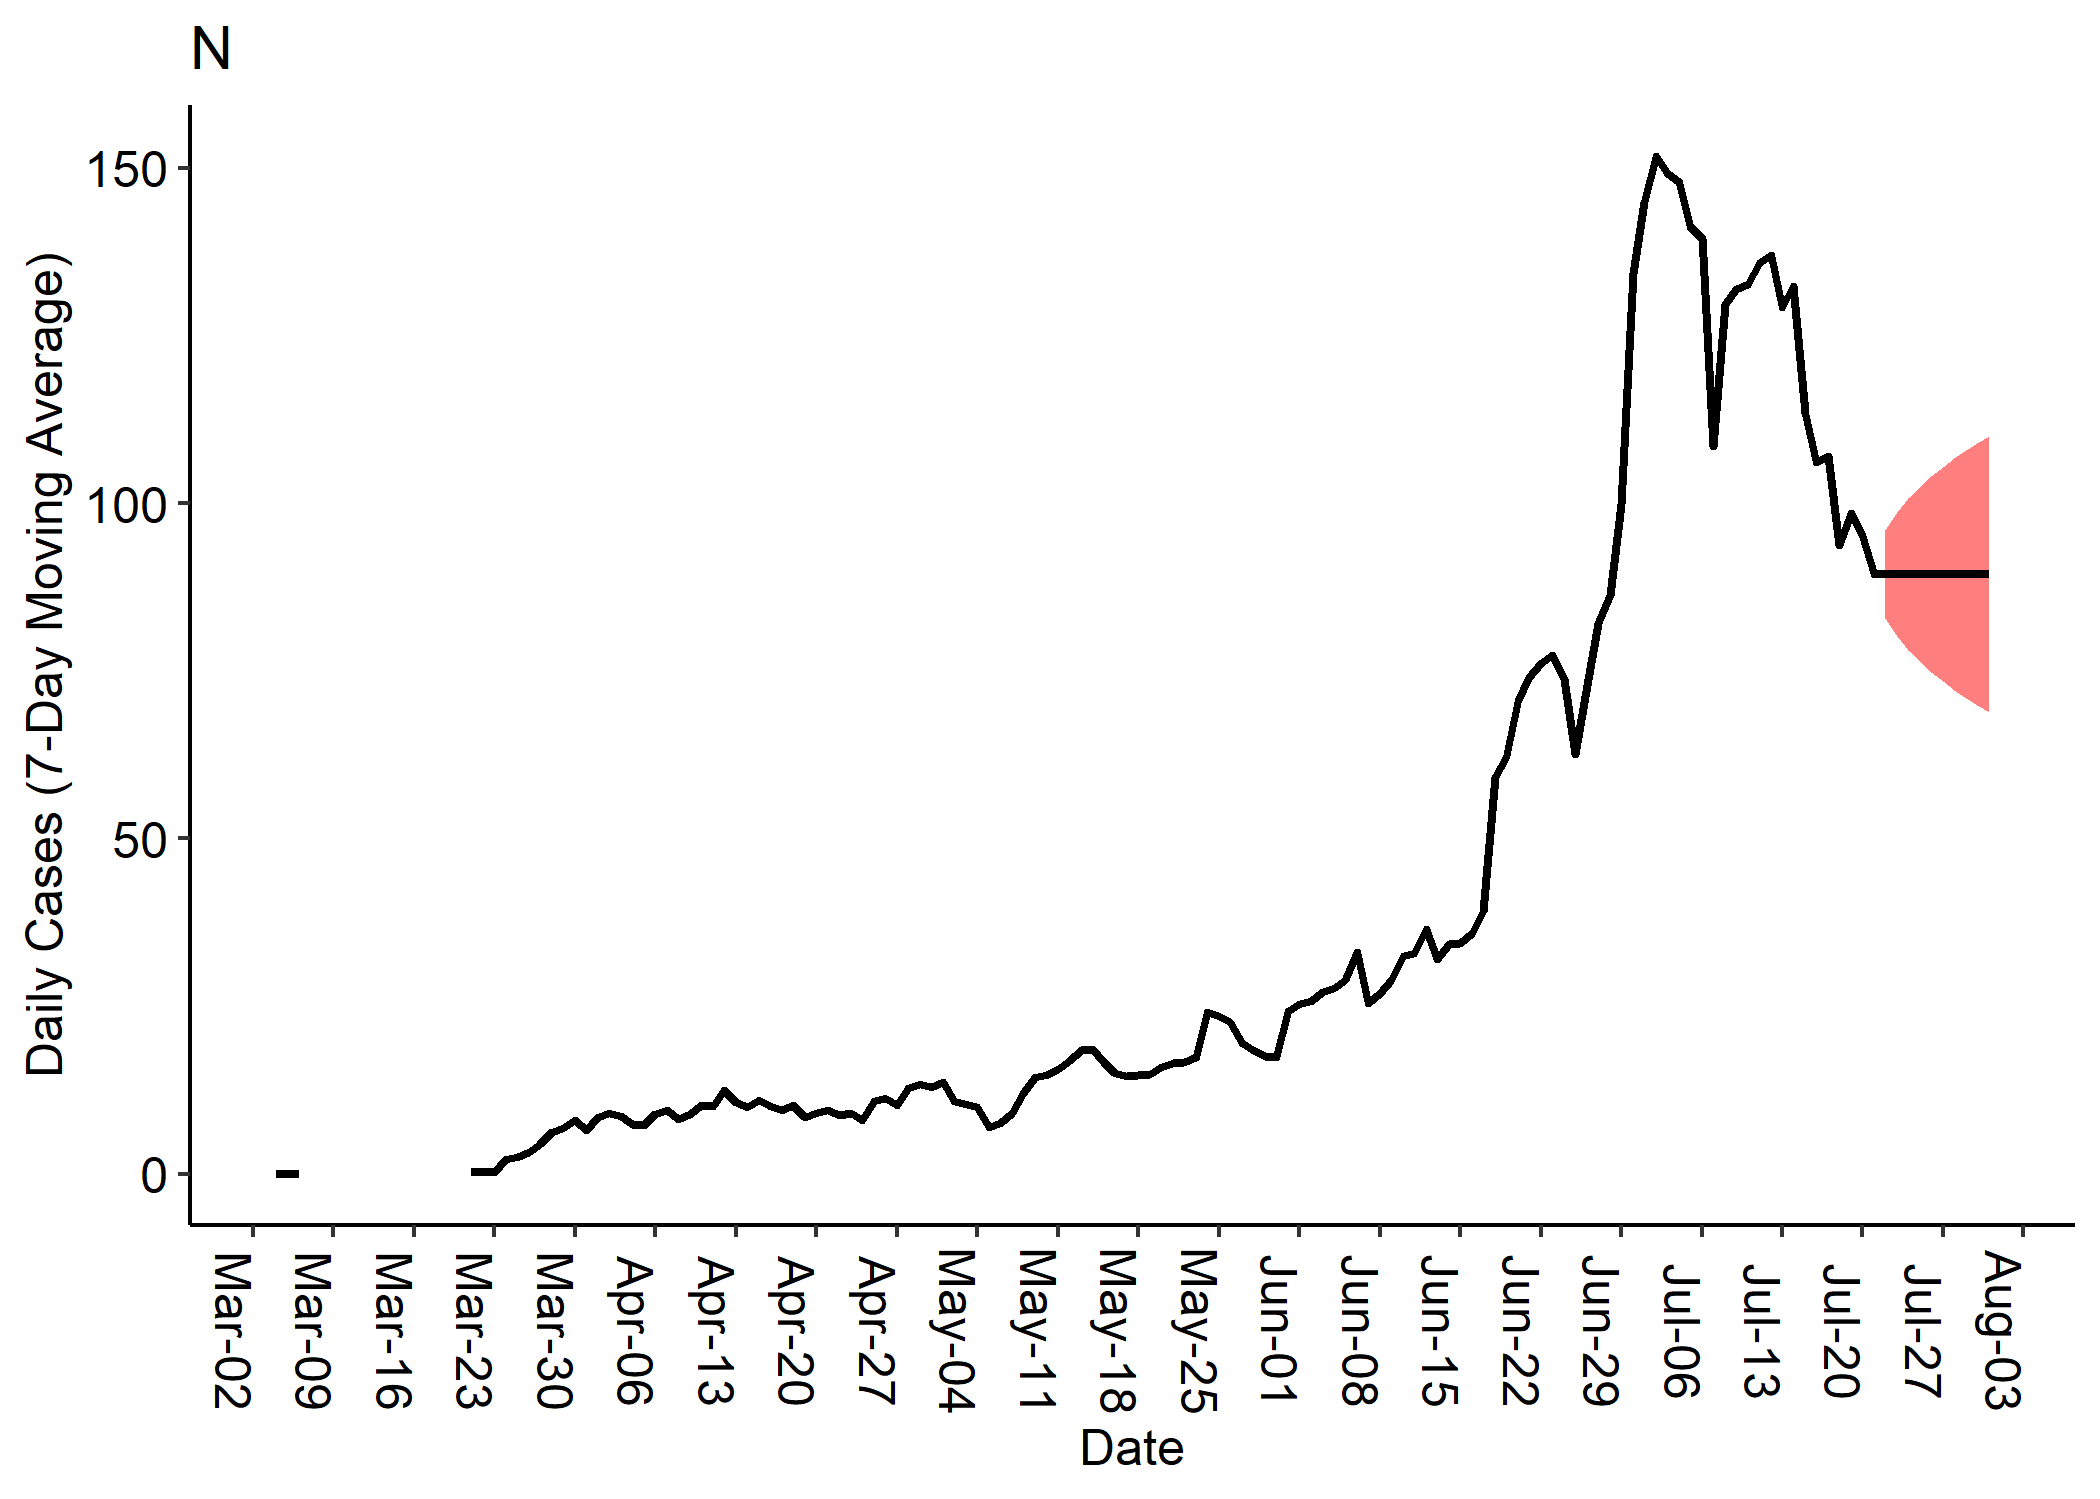 N
Daily Cases (7-Day Moving Average)
150
100
50
0
Mar-02
Mar-09
Mar-16
Mar-23
Mar-30
Apr-06
Apr-13
Apr-20
Apr-27
May-04
May-11
May-18
May-25
Jun-01
Jun-08
Jun-15
Jun-22
Jun-29
Jul-06
Jul-13
Jul-20
Jul-27
Aug-03
Date